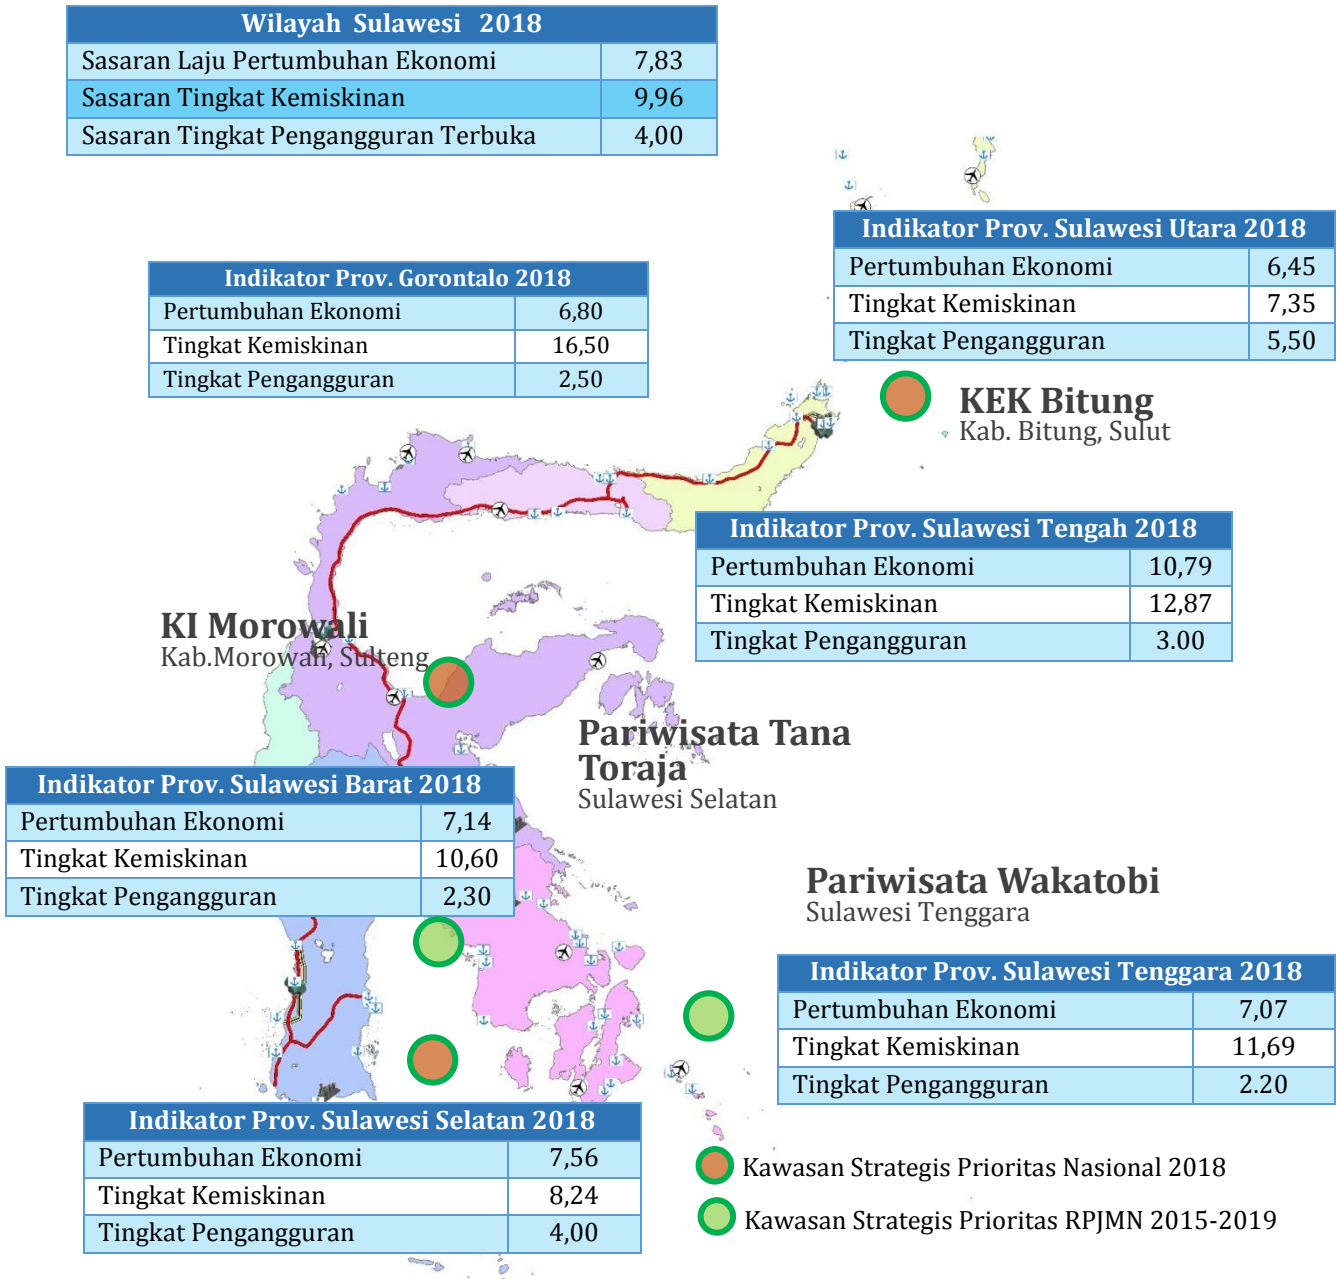 Wilayah Sulawesi 2018
Sasaran Laju Pertumbuhan Ekonomi 7,83
Sasaran Tingkat Kemiskinan 9,96
Sasaran Tingkat Pengangguran Terbuka 4,00
Indikator Prov. Sulawesi Utara 2018
Pertumbuhan Ekonomi 6,45
Tingkat Kemiskinan 7,35
Tingkat Pengangguran 5,50
Indikator Prov. Gorontalo 2018
Pertumbuhan Ekonomi 6,80
Tingkat Kemiskinan 16,50
Tingkat Pengangguran 2,50
KEK Bitung
Kab. Bitung, Sulut
Indikator Prov. Sulawesi Tengah 2018
Pertumbuhan Ekonomi 10,79
Tingkat Kemiskinan 12,87
Tingkat Pengangguran 3.00
KI Morowali
Kab.Morowali, Sulteng
Pariwisata Tana
Toraja
Sulawesi Selatan
Indikator Prov. Sulawesi Barat 2018
Pertumbuhan Ekonomi 7,14
Tingkat Kemiskinan 10,60
Tingkat Pengangguran 2,30
Pariwisata Wakatobi
Sulawesi Tenggara
Indikator Prov. Sulawesi Tenggara 2018
Pertumbuhan Ekonomi 7,07
Tingkat Kemiskinan 11,69
Tingkat Pengangguran 2.20
Indikator Prov. Sulawesi Selatan 2018
Pertumbuhan Ekonomi 7,56
Tingkat Kemiskinan 8,24
Tingkat Pengangguran 4,00
Kawasan Strategis Prioritas Nasional 2018
Kawasan Strategis Prioritas RPJMN 2015-2019